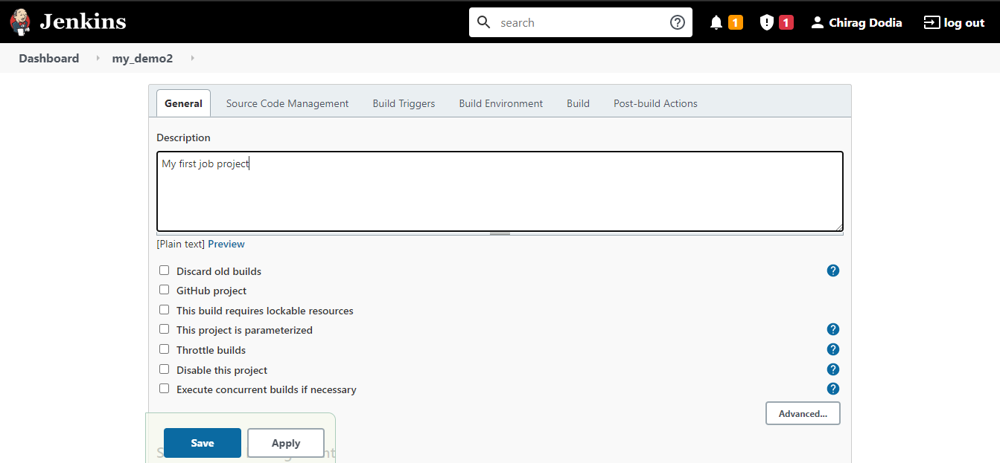 Jenkins search ? 1 ! 1 Chirag Dodia log out
Dashboard my_demo2
General Source Code Management Build Triggers Build Environment Build Post-build Actions
Description
My first job project
[Plain text] Preview
Discard old builds ?
GitHub project
This build requires lockable resources
This project is parameterized ?
Throttle builds ?
Disable this project ?
Execute concurrent builds if necessary ?
Advanced...
Save Apply